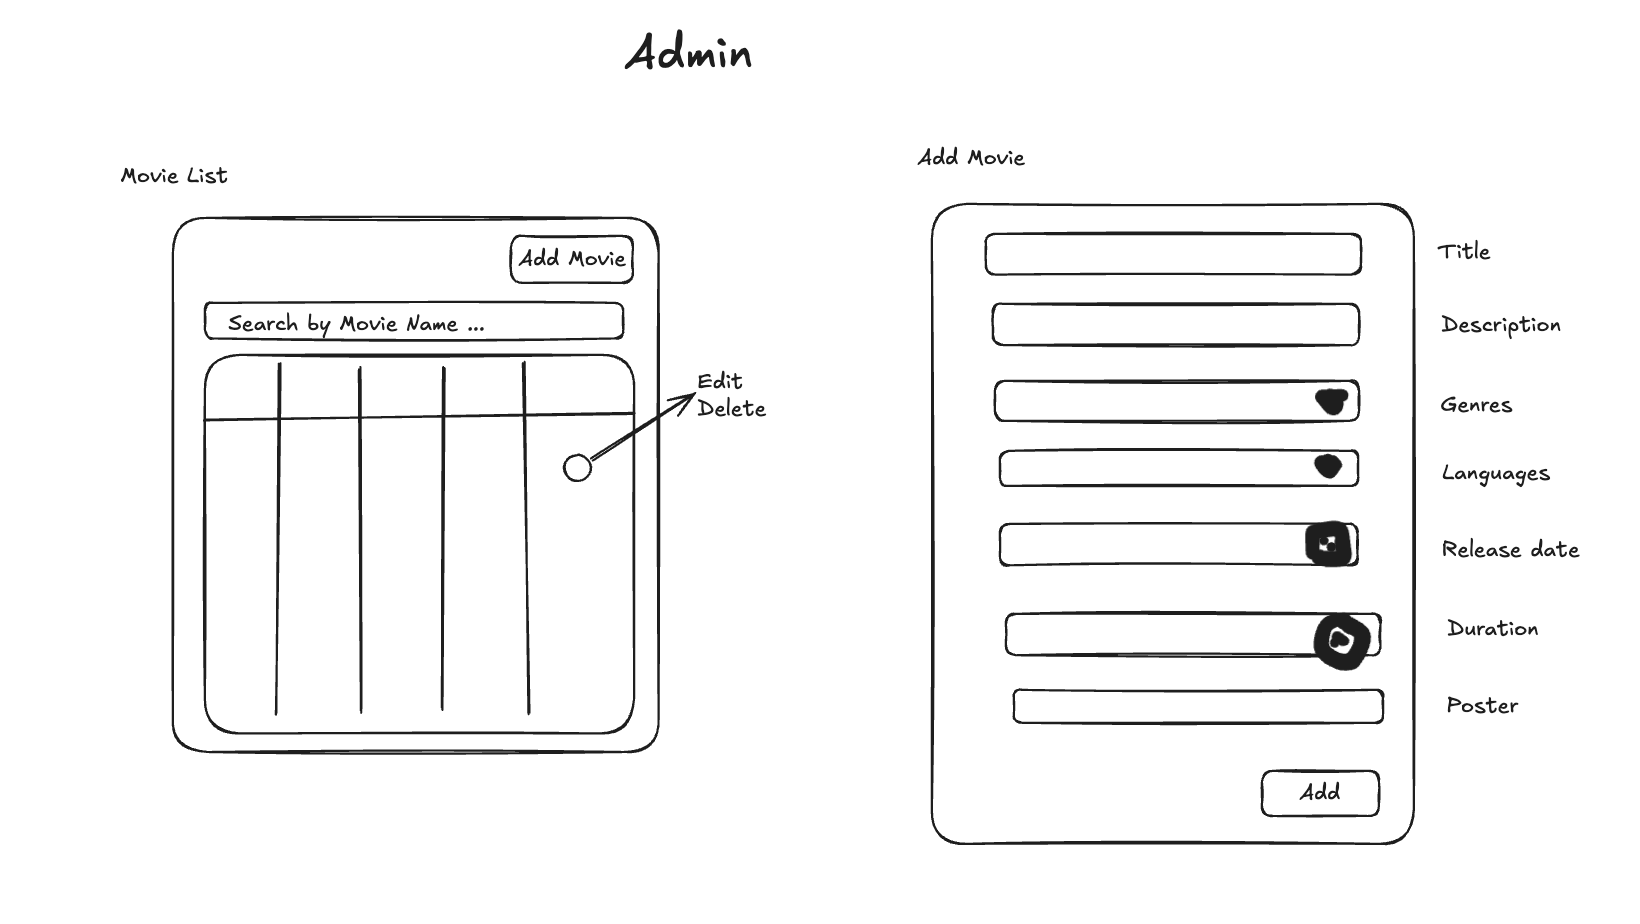 Admin
Movie List
Add Movie
Search by Movie Name ...
Edit
Delete
Add Movie
Title
Description
Genres
Languages
Release date
Duration
Poster
Add